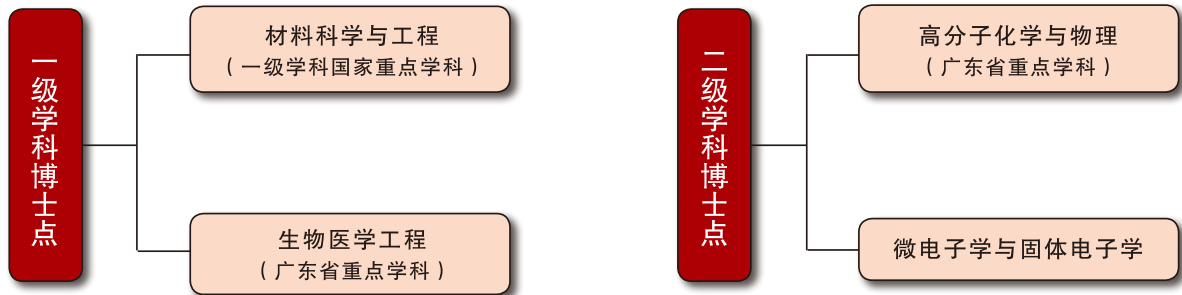 一级学科博士点
材料科学与工程
（一级学科国家重点学科）
生物医学工程
（广东省重点学科）
二级学科博士点
高分子化学与物理
（广东省重点学科）
微电子学与固体电子学